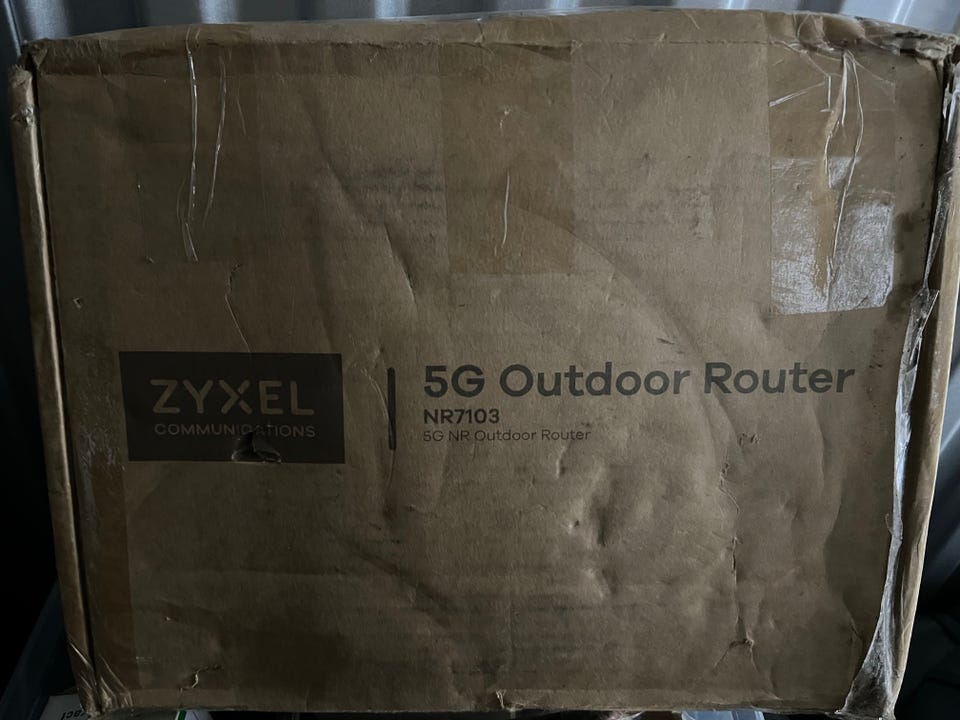 ZYXEL
COMMUNICATIONS
5G Outdoor Router
NR7103
5G NR Outdoor Router